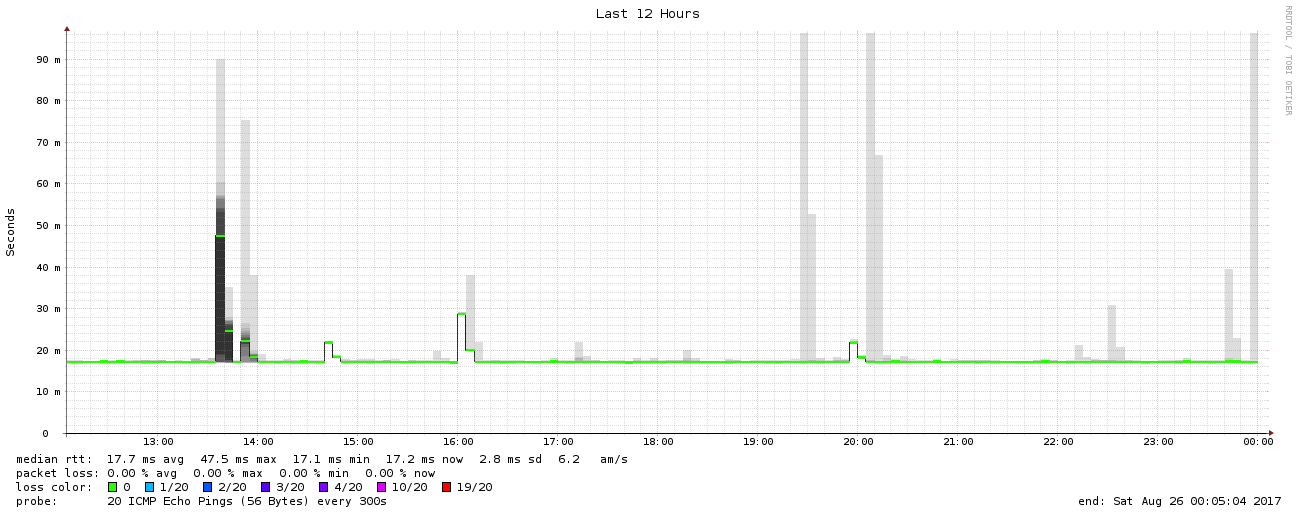 Last 12 Hours
RRDTOOL / TOBI OETIKER
Seconds
90 m
80 m
70 m
60 m
50 m
40 m
30 m
20 m
10 m
0
13:00 14:00 15:00 16:00 17:00 18:00 19:00 20:00 21:00 22:00 23:00 00:00
median rtt: 17.7 ms avg 47.5 ms max 17.1 ms min 17.2 ms now 2.8 ms sd 6.2 am/s
packet loss: 0.00 % avg 0.00 % max 0.00 % min 0.00 % now
loss color: 0 1/20 2/20 3/20 4/20 10/20 19/20
probe: 20 ICMP Echo Pings (56 Bytes) every 300s end: Sat Aug 26 00:05:04 2017